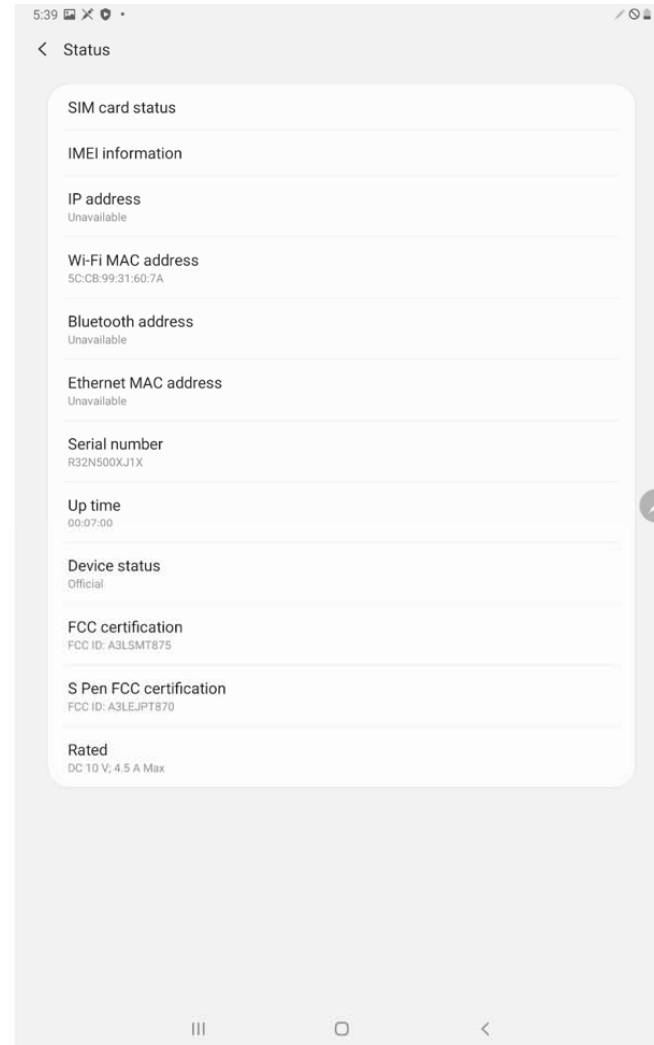 5:39
Status
SIM card status
IMEI information
IP address
Unavailable
Wi-Fi MAC address
5C:CB:99:31:60:7A
Bluetooth address
Unavailable
Ethernet MAC address
Unavailable
Serial number
R32N500XJ1X
Up time
00:07:00
Device status
Official
FCC certification
FCC ID: A3LSMT875
S Pen FCC certification
FCC ID: A3LEJPT870
Rated
DC 10 V; 4.5 A Max